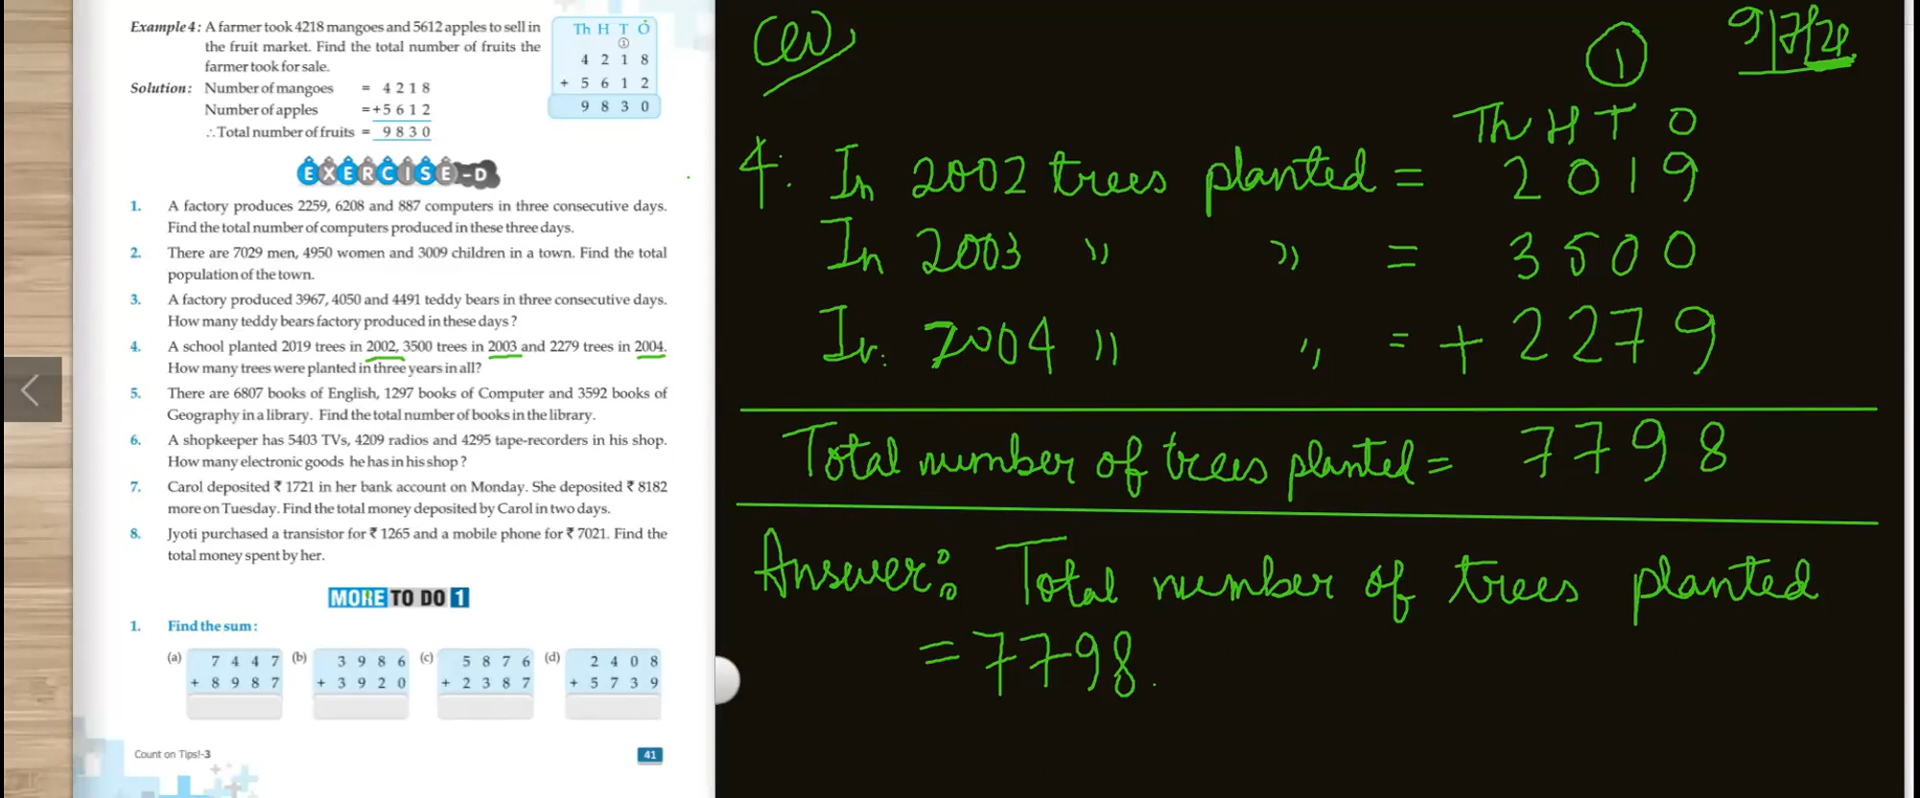 Example 4: A farmer took 4218 mangoes and 5612 apples to sell in
the fruit market. Find the total number of fruits the
farmer took for sale.
Solution: Number of mangoes = 4 2 1 8
Number of apples =+5 6 1 2
∴Total number of fruits = 9 8 3 0
Th H T O
①
4 2 1 8
+ 5 6 1 2
9 8 3 0
EXERCISE-D
1. A factory produces 2259, 6208 and 887 computers in three consecutive days.
Find the total number of computers produced in these three days.
2. There are 7029 men, 4950 women and 3009 children in a town. Find the total
population of the town.
3. A factory produced 3967, 4050 and 4491 teddy bears in three consecutive days.
How many teddy bears factory produced in these days?
4. A school planted 2019 trees in 2002, 3500 trees in 2003 and 2279 trees in 2004.
How many trees were planted in three years in all?
5. There are 6807 books of English, 1297 books of Computer and 3592 books of
Geography in a library. Find the total number of books in the library.
6. A shopkeeper has 5403 TVs, 4209 radios and 4295 tape-recorders in his shop.
How many electronic goods he has in his shop?
7. Carol deposited ₹ 1721 in her bank account on Monday. She deposited ₹ 8182
more on Tuesday. Find the total money deposited by Carol in two days.
8. Jyoti purchased a transistor for ₹ 1265 and a mobile phone for ₹ 7021. Find the
total money spent by her.
MORE TO DO 1
1. Find the sum:
(a) 7 4 4 7 (b) 3 9 8 6 (c) 5 8 7 6 (d) 2 4 0 8
+ 8 9 8 7 + 3 9 2 0 + 2 3 8 7 + 5 7 3 9
Count on Tips!-3
41
①
Th H T O
4. In 2002 trees planted = 2 0 1 9
In 2003 " " = 3 5 0 0
In. 2004 " " = + 2 2 7 9
Total number of trees planted = 7 7 9 8
Answer: Total number of trees planted
= 7798.